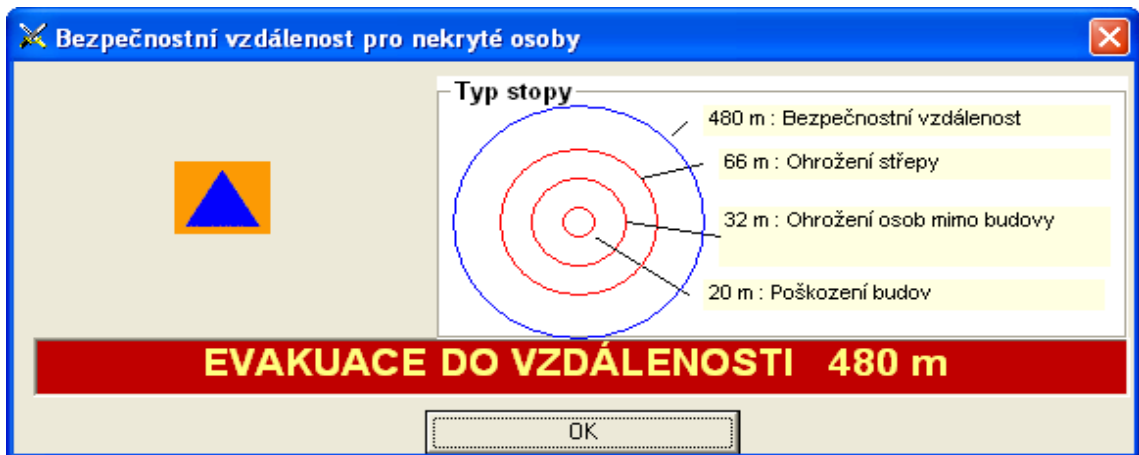 Bezpečnostní vzdálenost pro nekryté osoby
Typ stopy
480 m : Bezpečnostní vzdálenost
66 m : Ohrožení střepy
32 m : Ohrožení osob mimo budovy
20 m : Poškození budov
EVAKUACE DO VZDÁLENOSTI 480 m
OK